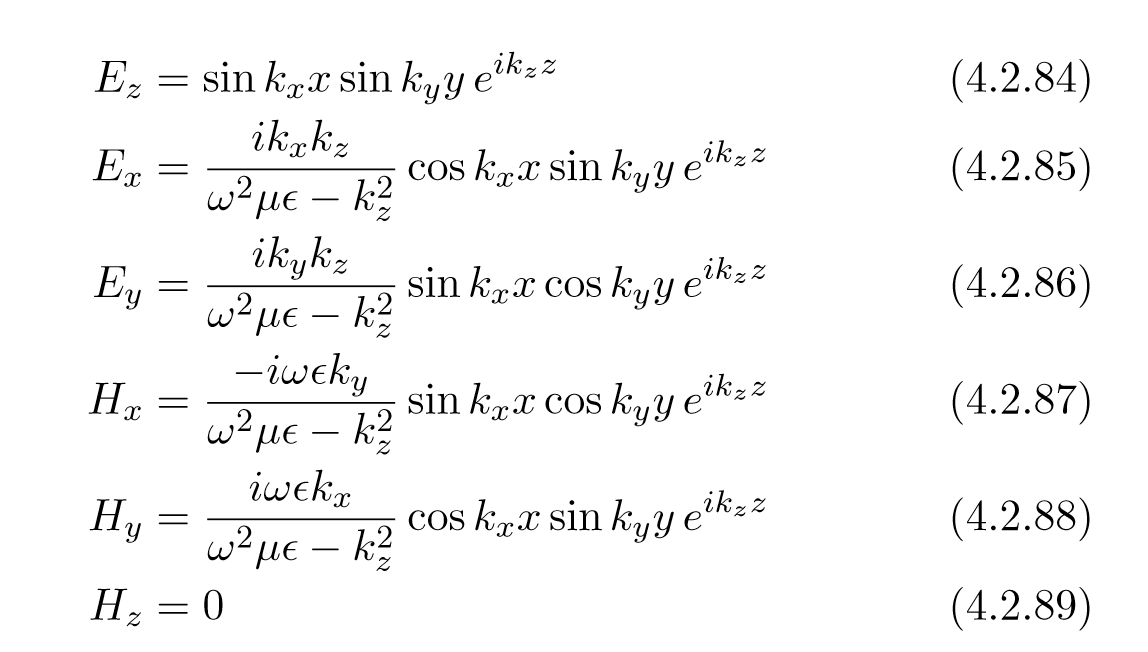 $E_z = \sin k_x x \sin k_y y \, e^{ik_z z}$ (4.2.84)
$E_x = \frac{ik_x k_z}{\omega^2 \mu\epsilon - k_z^2} \cos k_x x \sin k_y y \, e^{ik_z z}$ (4.2.85)
$E_y = \frac{ik_y k_z}{\omega^2 \mu\epsilon - k_z^2} \sin k_x x \cos k_y y \, e^{ik_z z}$ (4.2.86)
$H_x = \frac{-i\omega\epsilon k_y}{\omega^2 \mu\epsilon - k_z^2} \sin k_x x \cos k_y y \, e^{ik_z z}$ (4.2.87)
$H_y = \frac{i\omega\epsilon k_x}{\omega^2 \mu\epsilon - k_z^2} \cos k_x x \sin k_y y \, e^{ik_z z}$ (4.2.88)
$H_z = 0$ (4.2.89)